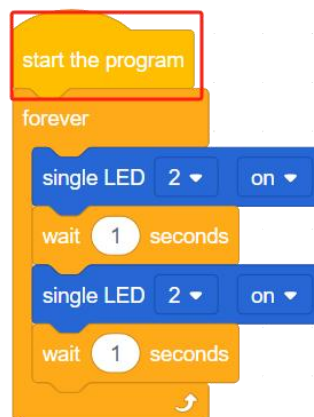 start the program
forever
single LED 2 on
wait 1 seconds
single LED 2 on
wait 1 seconds